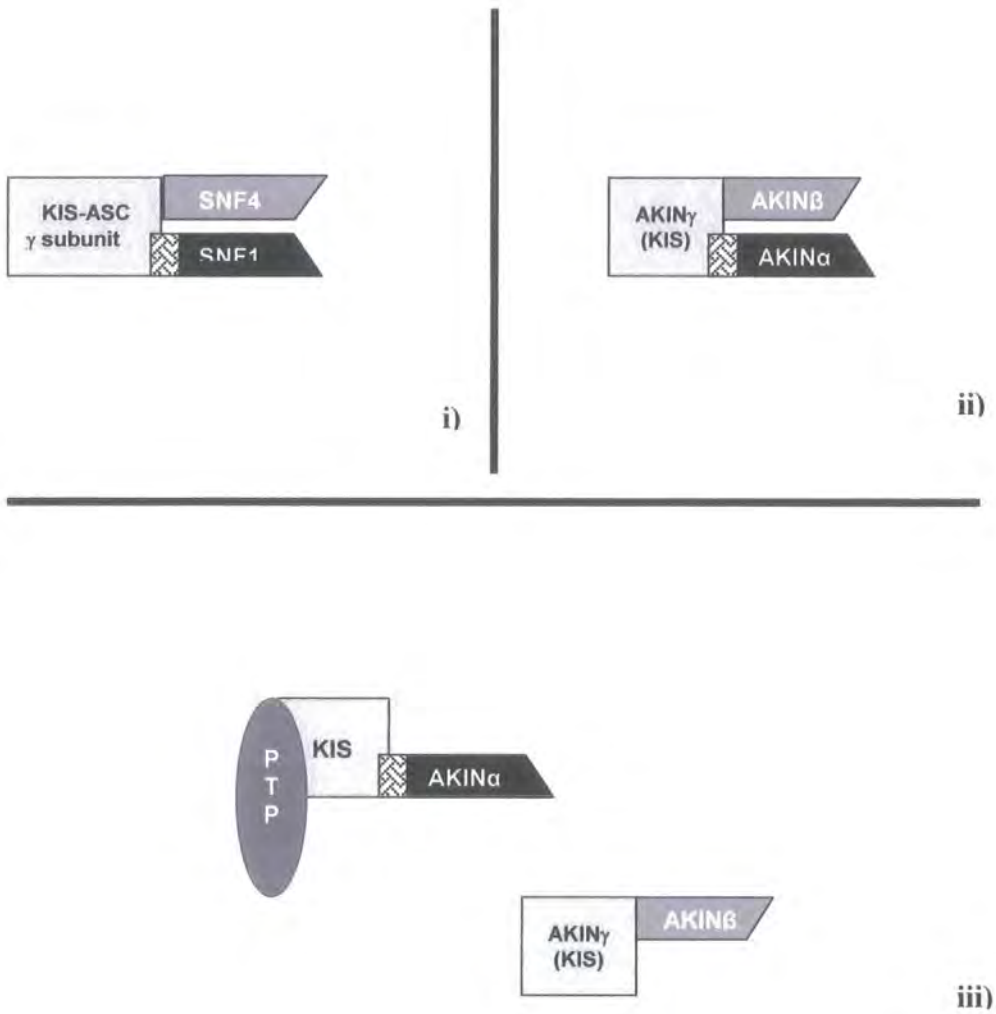 KIS-ASC
γ subunit
SNF4
SNF1
i)
AKINγ
(KIS)
AKINβ
AKINα
ii)
P
T
P
KIS
AKINα
AKINγ
(KIS)
AKINβ
iii)